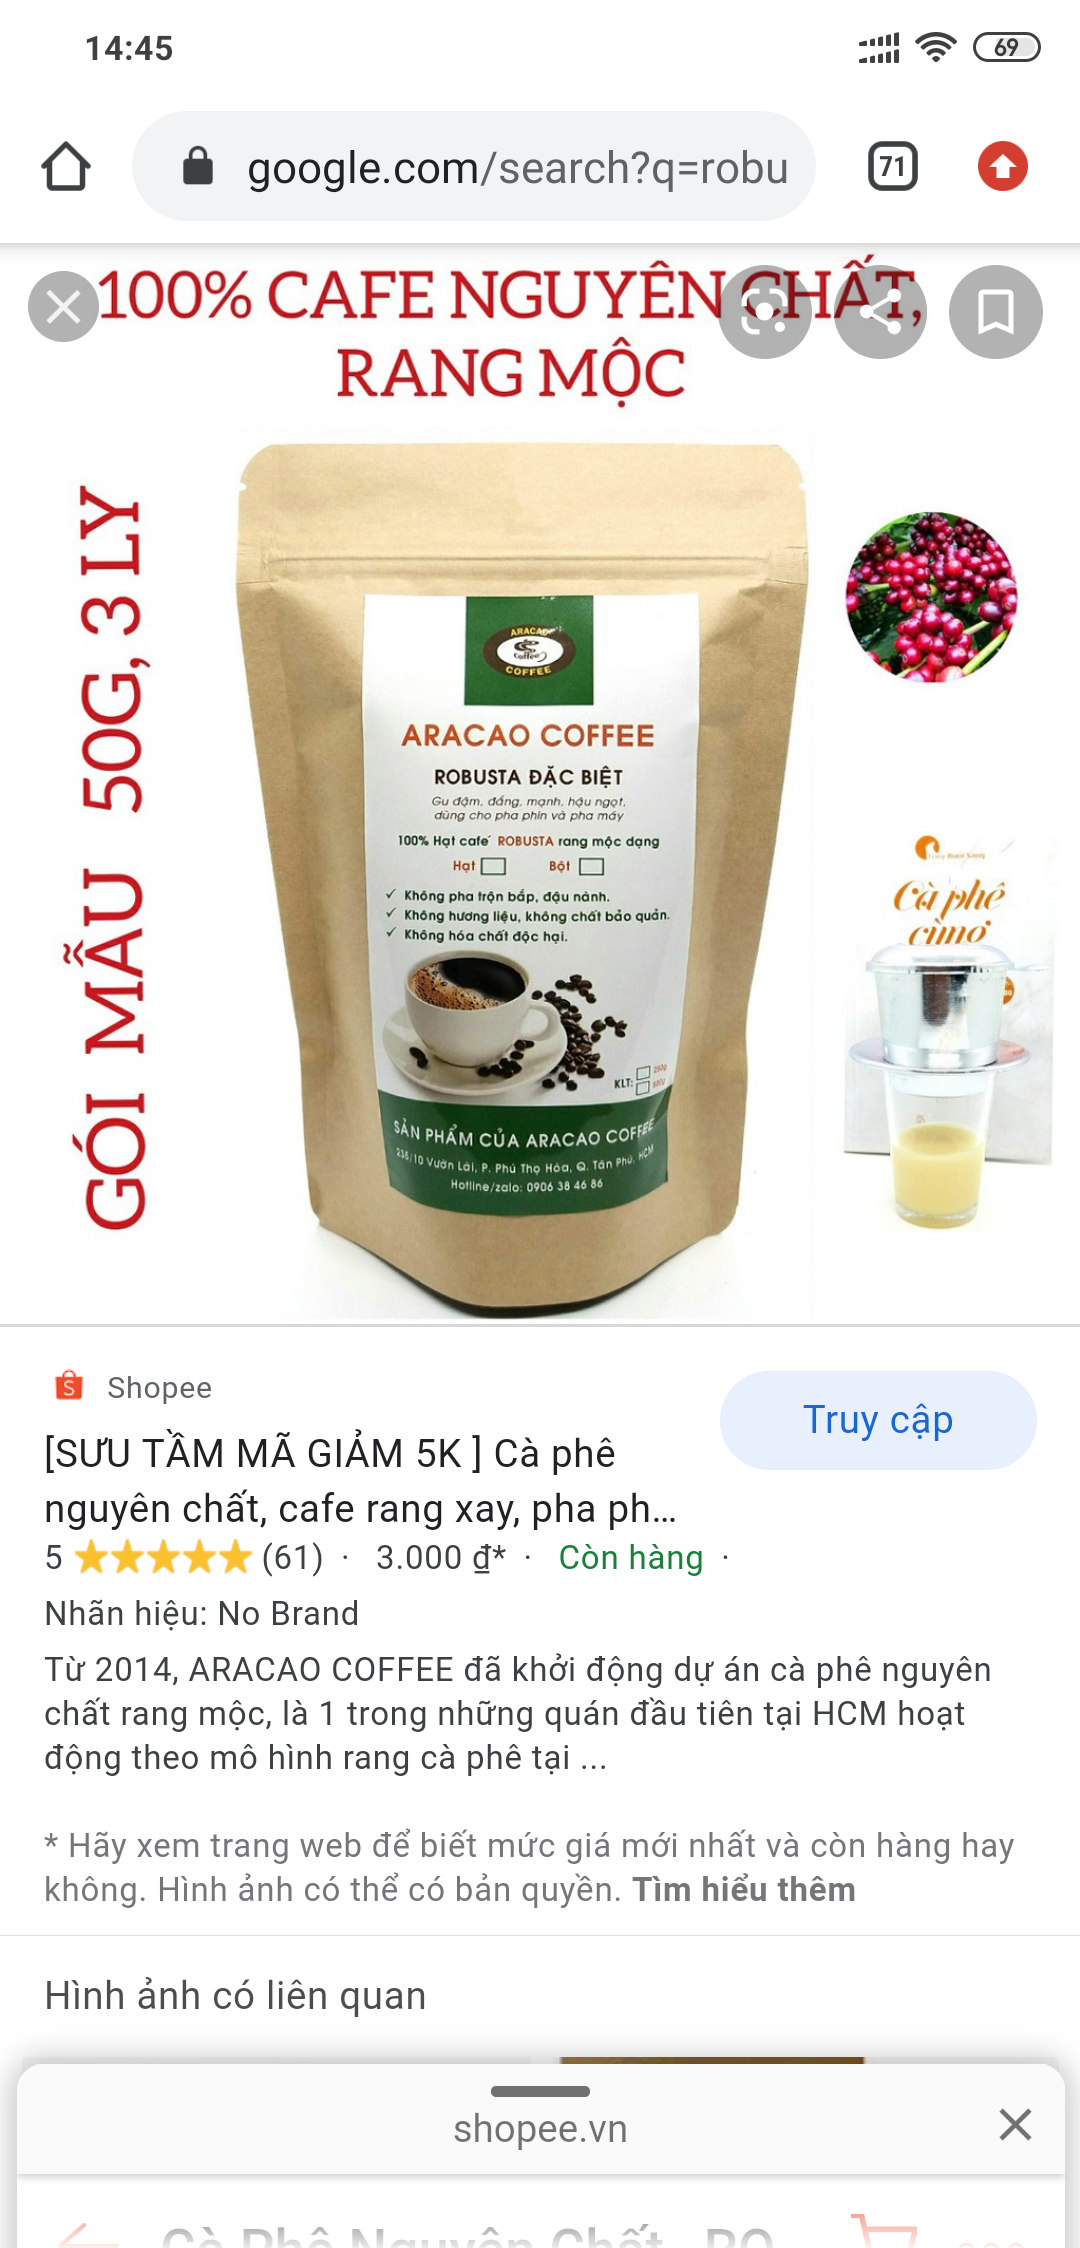 14:45
69
google.com/search?q=robu
71
100% CAFE NGUYÊN CHẤT,
RANG MỘC
GÓI MẪU 50G, 3 LY
ARACAO
Coffee
COFFEE
ARACAO COFFEE
ROBUSTA ĐẶC BIỆT
Gu đậm, đắng, mạnh, hậu ngọt,
dùng cho pha phin và pha máy
100% Hạt cafe ROBUSTA rang mộc dạng
Hạt Bột
✓ Không pha trộn bắp, đậu nành.
✓ Không hương liệu, không chất bảo quản.
✓ Không hóa chất độc hại.
KLT: 250g
500g
SẢN PHẨM CỦA ARACAO COFFEE
235/10 Vườn Lài, P. Phú Thọ Hòa, Q. Tân Phú, HCM
Hotline/zalo: 0906 38 46 86
Cà phê
Shopee
Truy cập
[SƯU TẦM MÃ GIẢM 5K ] Cà phê
nguyên chất, cafe rang xay, pha ph...
5 ★★★★★ (61) · 3.000 ₫* · Còn hàng ·
Nhãn hiệu: No Brand
Từ 2014, ARACAO COFFEE đã khởi động dự án cà phê nguyên
chất rang mộc, là 1 trong những quán đầu tiên tại HCM hoạt
động theo mô hình rang cà phê tại ...
* Hãy xem trang web để biết mức giá mới nhất và còn hàng hay
không. Hình ảnh có thể có bản quyền. Tìm hiểu thêm
Hình ảnh có liên quan
shopee.vn
Cà Phê Nguyên Chất - RO...